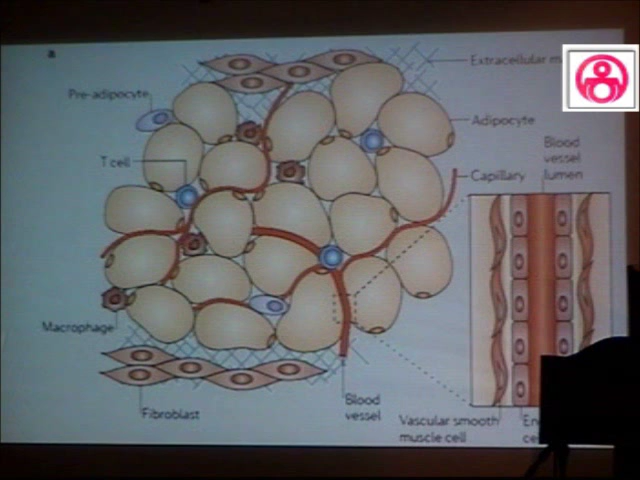 a
Extracellular m
Pre-adipocyte
Adipocyte
Blood
vessel
lumen
T cell
Capillary
Macrophage
Fibroblast
Blood
vessel
Vascular smooth
muscle cell
En
ce